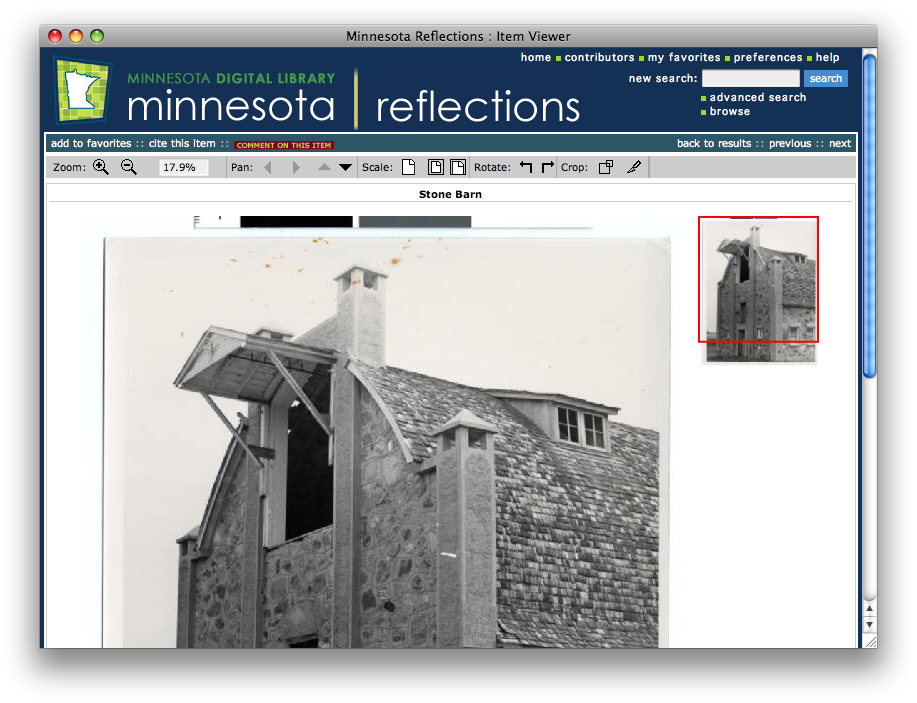 Minnesota Reflections : Item Viewer
home contributors my favorites preferences help
MINNESOTA DIGITAL LIBRARY
minnesota reflections
new search: search
advanced search
browse
add to favorites :: cite this item :: COMMENT ON THIS ITEM back to results :: previous :: next
Zoom: 17.9% Pan: Scale: Rotate: Crop:
Stone Barn